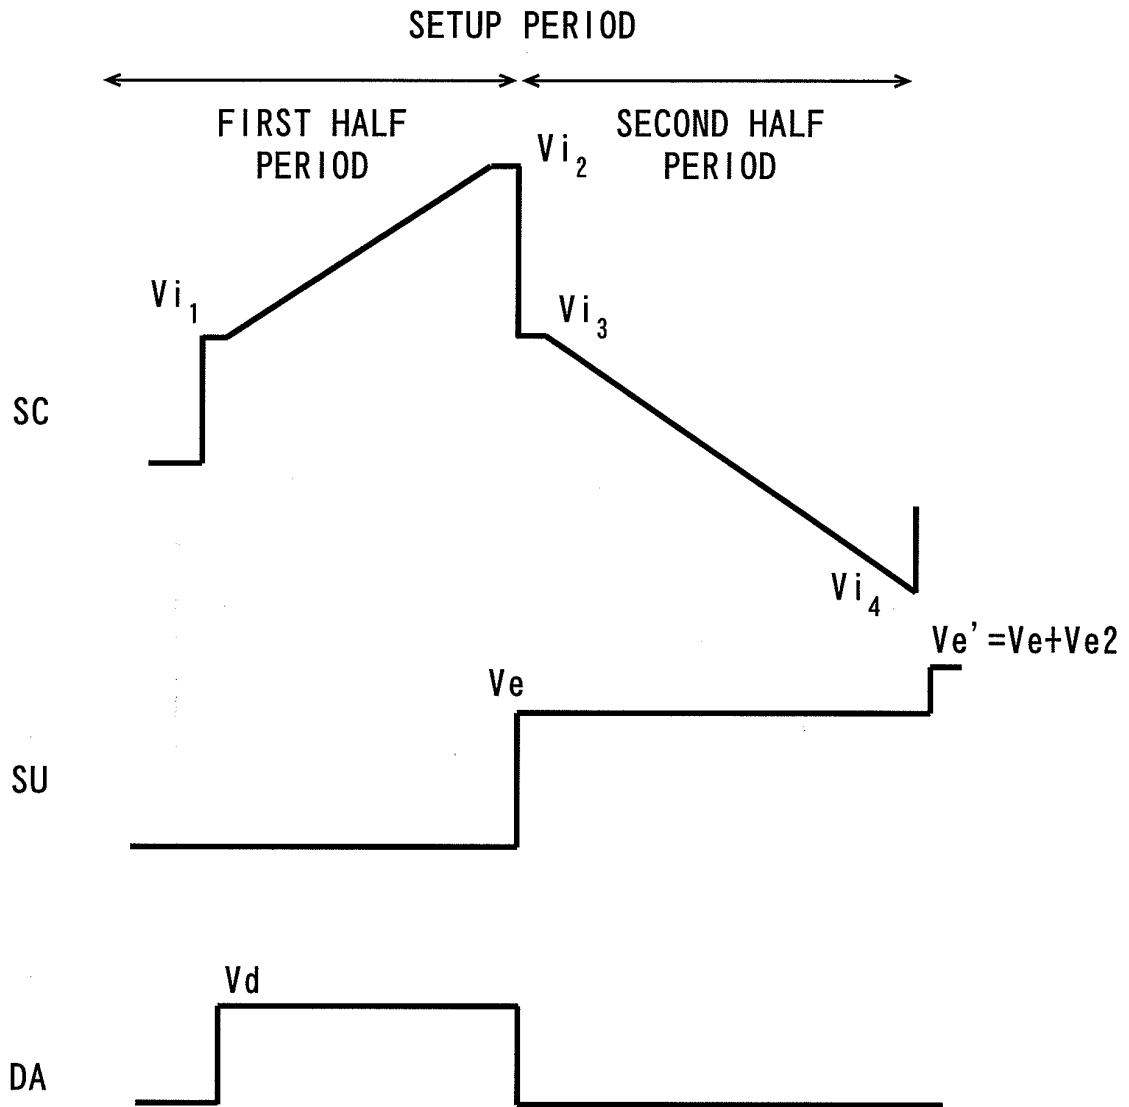 SETUP PERIOD
FIRST HALF
PERIOD
SECOND HALF
PERIOD
Vi₂
Vi₁
Vi₃
SC
Vi₄
Ve'=Ve+Ve2
Ve
SU
Vd
DA